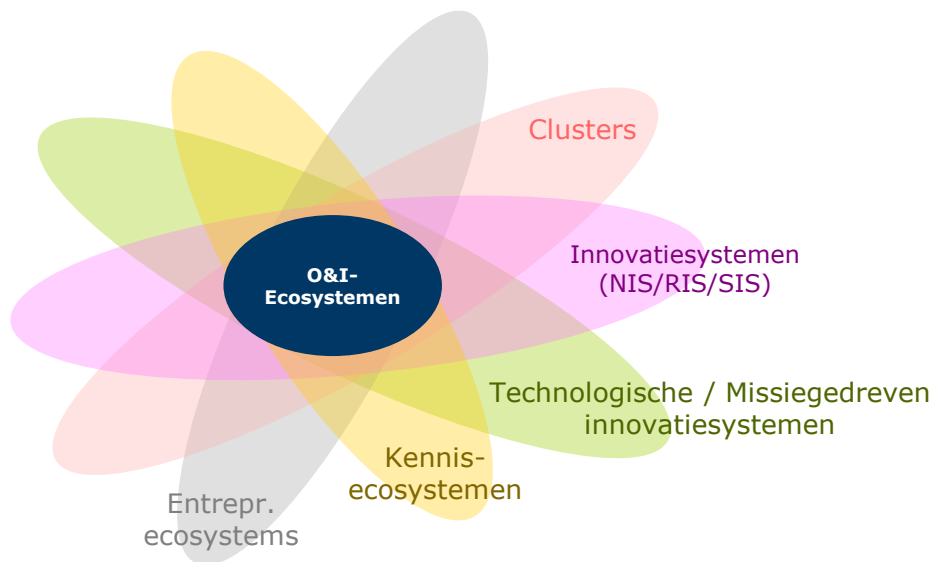 Clusters
Innovatiesystemen
(NIS/RIS/SIS)
O&I-
Ecosystemen
Technologische / Missiegedreven
innovatiesystemen
Kennis-
ecosystemen
Entrepr.
ecosystems